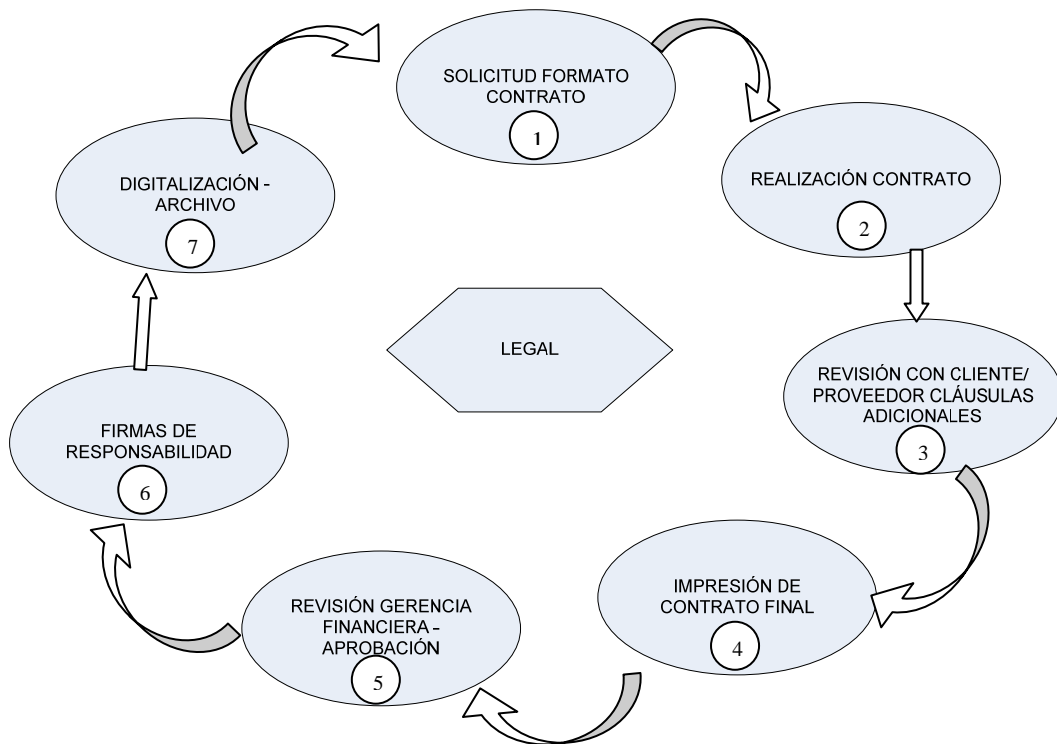 SOLICITUD FORMATO
CONTRATO
1
REALIZACIÓN CONTRATO
2
REVISIÓN CON CLIENTE/
PROVEEDOR CLÁUSULAS
ADICIONALES
3
IMPRESIÓN DE
CONTRATO FINAL
4
REVISIÓN GERENCIA
FINANCIERA -
APROBACIÓN
5
FIRMAS DE
RESPONSABILIDAD
6
DIGITALIZACIÓN -
ARCHIVO
7
LEGAL